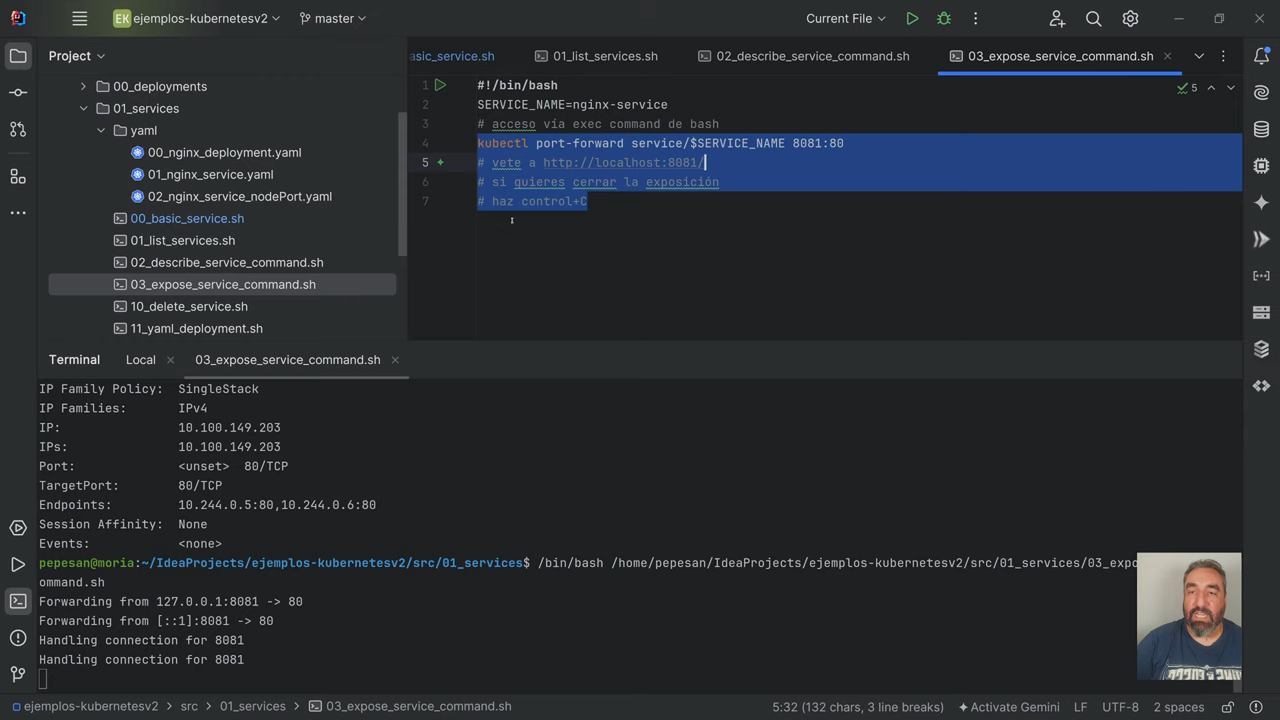 EK ejemplos-kubernetesv2 master Current File
Project
asic_service.sh 01_list_services.sh 02_describe_service_command.sh 03_expose_service_command.sh
00_deployments
01_services
yaml
00_nginx_deployment.yaml
01_nginx_service.yaml
02_nginx_service_nodePort.yaml
00_basic_service.sh
01_list_services.sh
02_describe_service_command.sh
03_expose_service_command.sh
10_delete_service.sh
11_yaml_deployment.sh
1 #!/bin/bash
5
2 SERVICE_NAME=nginx-service
3 # acceso vía exec command de bash
4 kubectl port-forward service/$SERVICE_NAME 8081:80
5 # vete a http://localhost:8081/
6 # si quieres cerrar la exposición
7 # haz control+C
Terminal Local 03_expose_service_command.sh
IP Family Policy: SingleStack
IP Families: IPv4
IP: 10.100.149.203
IPs: 10.100.149.203
Port: <unset> 80/TCP
TargetPort: 80/TCP
Endpoints: 10.244.0.5:80,10.244.0.6:80
Session Affinity: None
Events: <none>
pepesan@moria:~/IdeaProjects/ejemplos-kubernetesv2/src/01_services$ /bin/bash /home/pepesan/IdeaProjects/ejemplos-kubernetesv2/src/01_services/03_expo
ommand.sh
Forwarding from 127.0.0.1:8081 -> 80
Forwarding from [::1]:8081 -> 80
Handling connection for 8081
Handling connection for 8081
ejemplos-kubernetesv2 src 01_services 03_expose_service_command.sh 5:32 (132 chars, 3 line breaks) Activate Gemini LF UTF-8 2 spaces